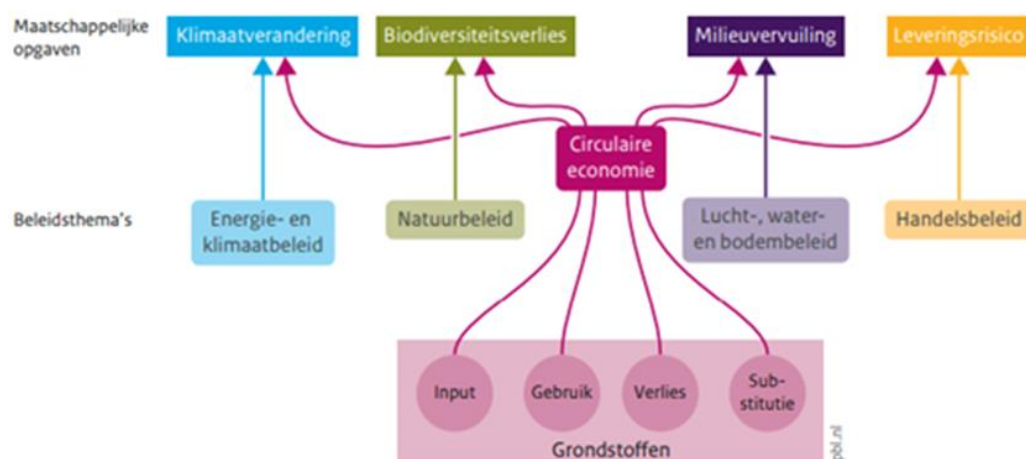 Maatschappelijke
opgaven
Klimaatverandering
Biodiversiteitsverlies
Milieuvervuiling
Leveringsrisico
Circulaire
economie
Beleidsthema's
Energie- en
klimaatbeleid
Natuurbeleid
Lucht-, water-
en bodembeleid
Handelsbeleid
Input
Gebruik
Verlies
Sub-
stitutie
Grondstoffen
pbl.nl